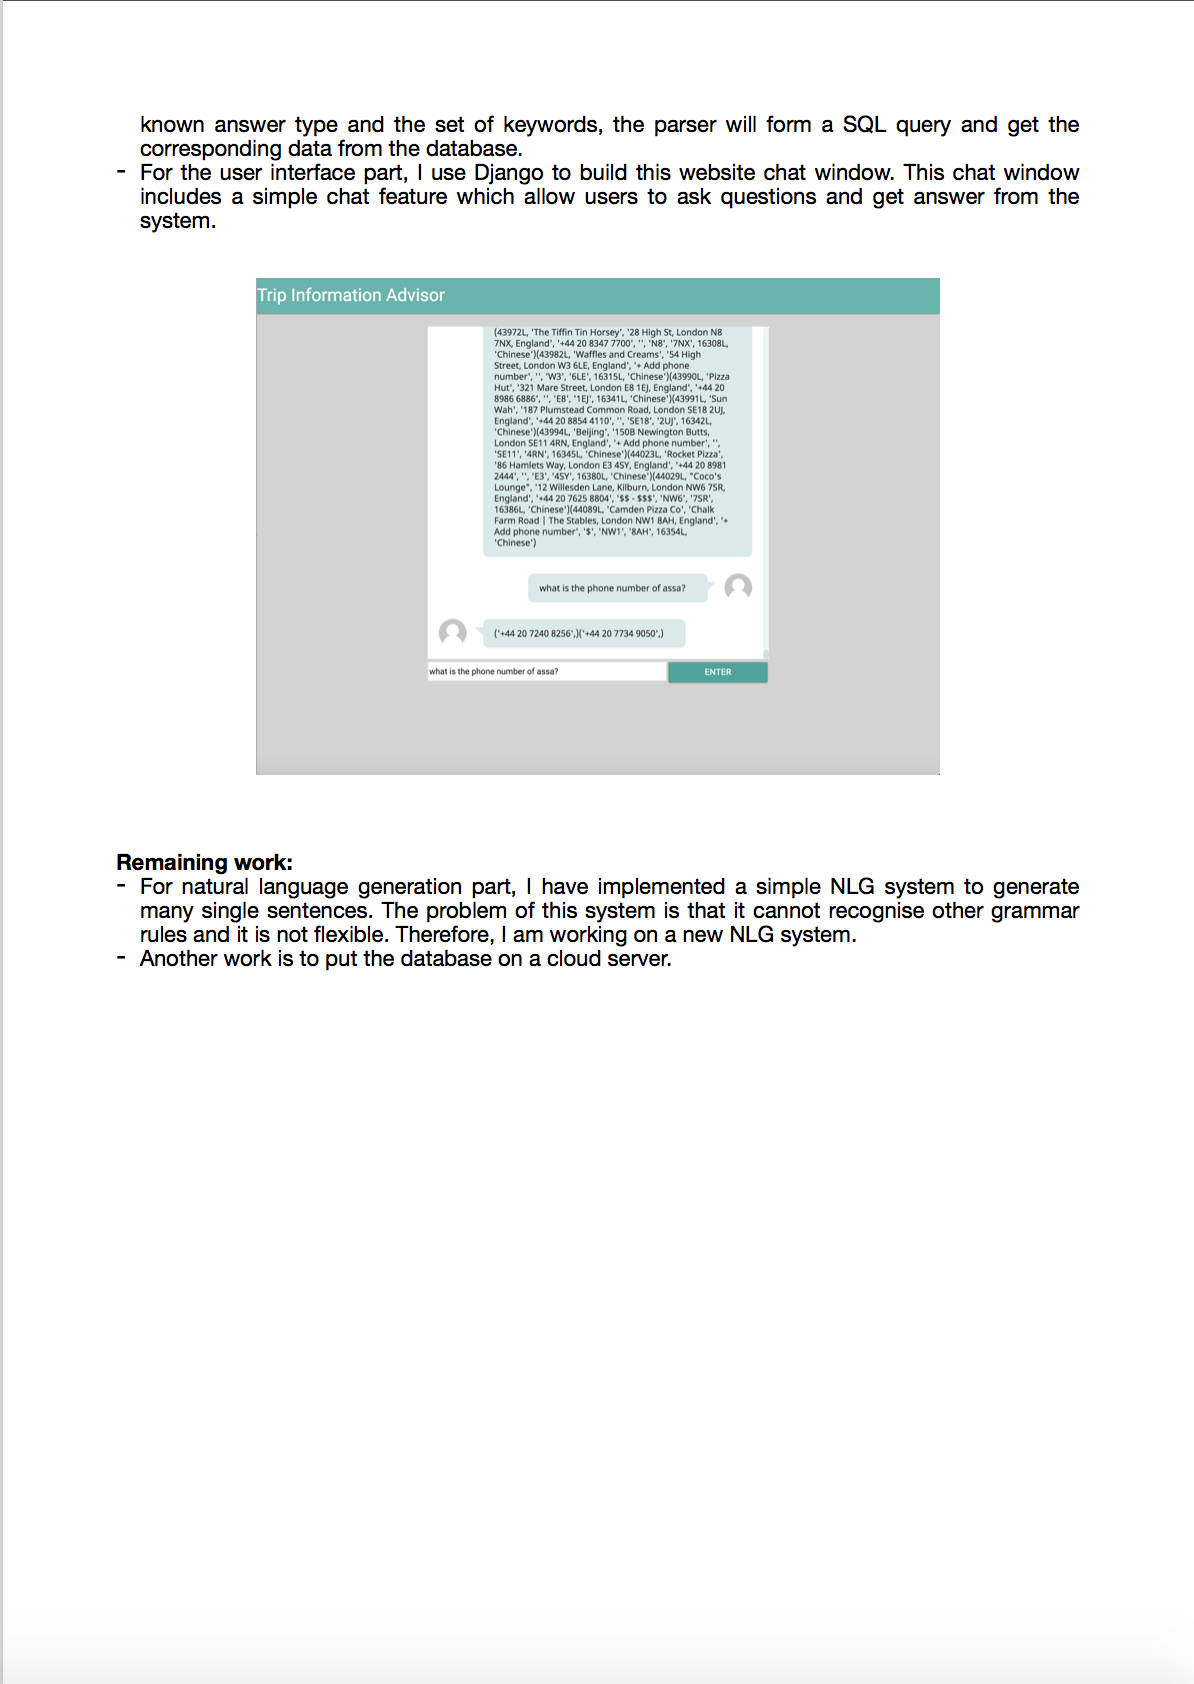 known answer type and the set of keywords, the parser will form a SQL query and get the
corresponding data from the database.
- For the user interface part, I use Django to build this website chat window. This chat window
includes a simple chat feature which allow users to ask questions and get answer from the
system.
Trip Information Advisor
(43972L, 'The Tiffin Tin Horsey', '28 High St, London N8
7NX, England', '+44 20 8347 7700', '', 'N8', '7NX', 16308L,
'Chinese')(43982L, 'Waffles and Creams', '54 High
Street, London W3 6LE, England', '+ Add phone
number', '', 'W3', '6LE', 16315L, 'Chinese')(43990L, 'Pizza
Hut', '321 Mare Street, London E8 1EJ, England', '+44 20
8986 6886', '', 'E8', '1EJ', 16341L, 'Chinese')(43991L, 'Sun
Wah', '187 Plumstead Common Road, London SE18 2UJ,
England', '+44 20 8854 4110', '', 'SE18', '2UJ', 16342L,
'Chinese')(43994L, 'Beijing', '150B Newington Butts,
London SE11 4RN, England', '+ Add phone number', '',
'SE11', '4RN', 16345L, 'Chinese')(44023L, 'Rocket Pizza',
'86 Hamlets Way, London E3 4SY, England', '+44 20 8981
2444', '', 'E3', '4SY', 16380L, 'Chinese')(44029L, "Coco's
Lounge", '12 Willesden Lane, Kilburn, London NW6 7SR,
England', '+44 20 7625 8804', '$$ - $$$', 'NW6', '7SR',
16386L, 'Chinese')(44089L, 'Camden Pizza Co', 'Chalk
Farm Road | The Stables, London NW1 8AH, England', '+
Add phone number', '$', 'NW1', '8AH', 16354L,
'Chinese')
what is the phone number of assa?
('+44 20 7240 8256',)('+44 20 7734 9050',)
what is the phone number of assa?
ENTER
Remaining work:
- For natural language generation part, I have implemented a simple NLG system to generate
many single sentences. The problem of this system is that it cannot recognise other grammar
rules and it is not flexible. Therefore, I am working on a new NLG system.
- Another work is to put the database on a cloud server.